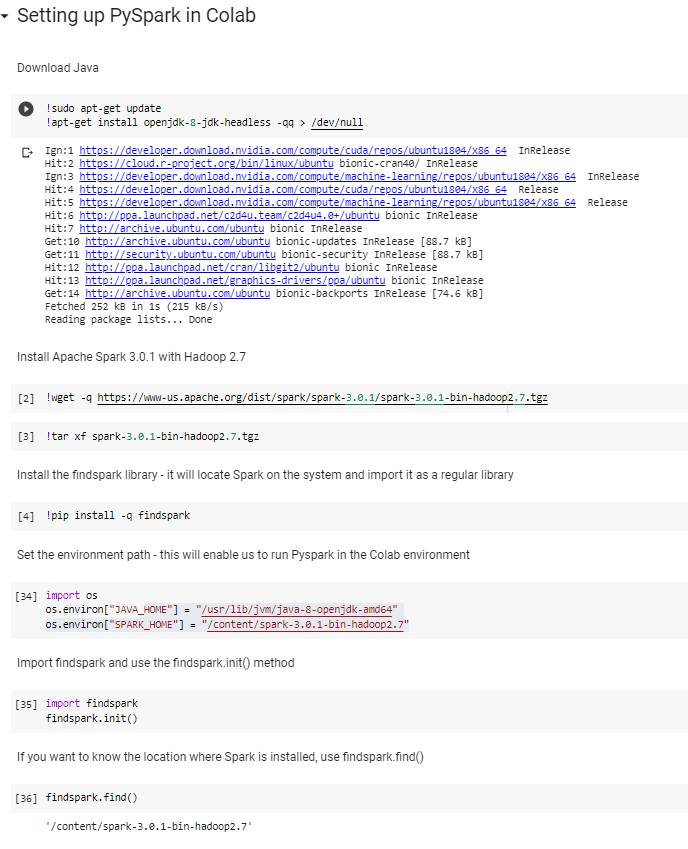 Setting up PySpark in Colab
Download Java
!sudo apt-get update
!apt-get install openjdk-8-jdk-headless -qq > /dev/null
Ign:1 https://developer.download.nvidia.com/compute/cuda/repos/ubuntu1804/x86_64 InRelease
Hit:2 https://cloud.r-project.org/bin/linux/ubuntu bionic-cran40/ InRelease
Ign:3 https://developer.download.nvidia.com/compute/machine-learning/repos/ubuntu1804/x86_64 InRelease
Hit:4 https://developer.download.nvidia.com/compute/cuda/repos/ubuntu1804/x86_64 Release
Hit:5 https://developer.download.nvidia.com/compute/machine-learning/repos/ubuntu1804/x86_64 Release
Hit:6 http://ppa.launchpad.net/c2d4u.team/c2d4u4.0+/ubuntu bionic InRelease
Hit:7 http://archive.ubuntu.com/ubuntu bionic InRelease
Get:10 http://archive.ubuntu.com/ubuntu bionic-updates InRelease [88.7 kB]
Get:11 http://security.ubuntu.com/ubuntu bionic-security InRelease [88.7 kB]
Hit:12 http://ppa.launchpad.net/cran/libgit2/ubuntu bionic InRelease
Hit:13 http://ppa.launchpad.net/graphics-drivers/ppa/ubuntu bionic InRelease
Get:14 http://archive.ubuntu.com/ubuntu bionic-backports InRelease [74.6 kB]
Fetched 252 kB in 1s (215 kB/s)
Reading package lists... Done
Install Apache Spark 3.0.1 with Hadoop 2.7
[2] !wget -q https://www-us.apache.org/dist/spark/spark-3.0.1/spark-3.0.1-bin-hadoop2.7.tgz
[3] !tar xf spark-3.0.1-bin-hadoop2.7.tgz
Install the findspark library - it will locate Spark on the system and import it as a regular library
[4] !pip install -q findspark
Set the environment path - this will enable us to run Pyspark in the Colab environment
[34] import os
os.environ["JAVA_HOME"] = "/usr/lib/jvm/java-8-openjdk-amd64"
os.environ["SPARK_HOME"] = "/content/spark-3.0.1-bin-hadoop2.7"
Import findspark and use the findspark.init() method
[35] import findspark
findspark.init()
If you want to know the location where Spark is installed, use findspark.find()
[36] findspark.find()
'/content/spark-3.0.1-bin-hadoop2.7'